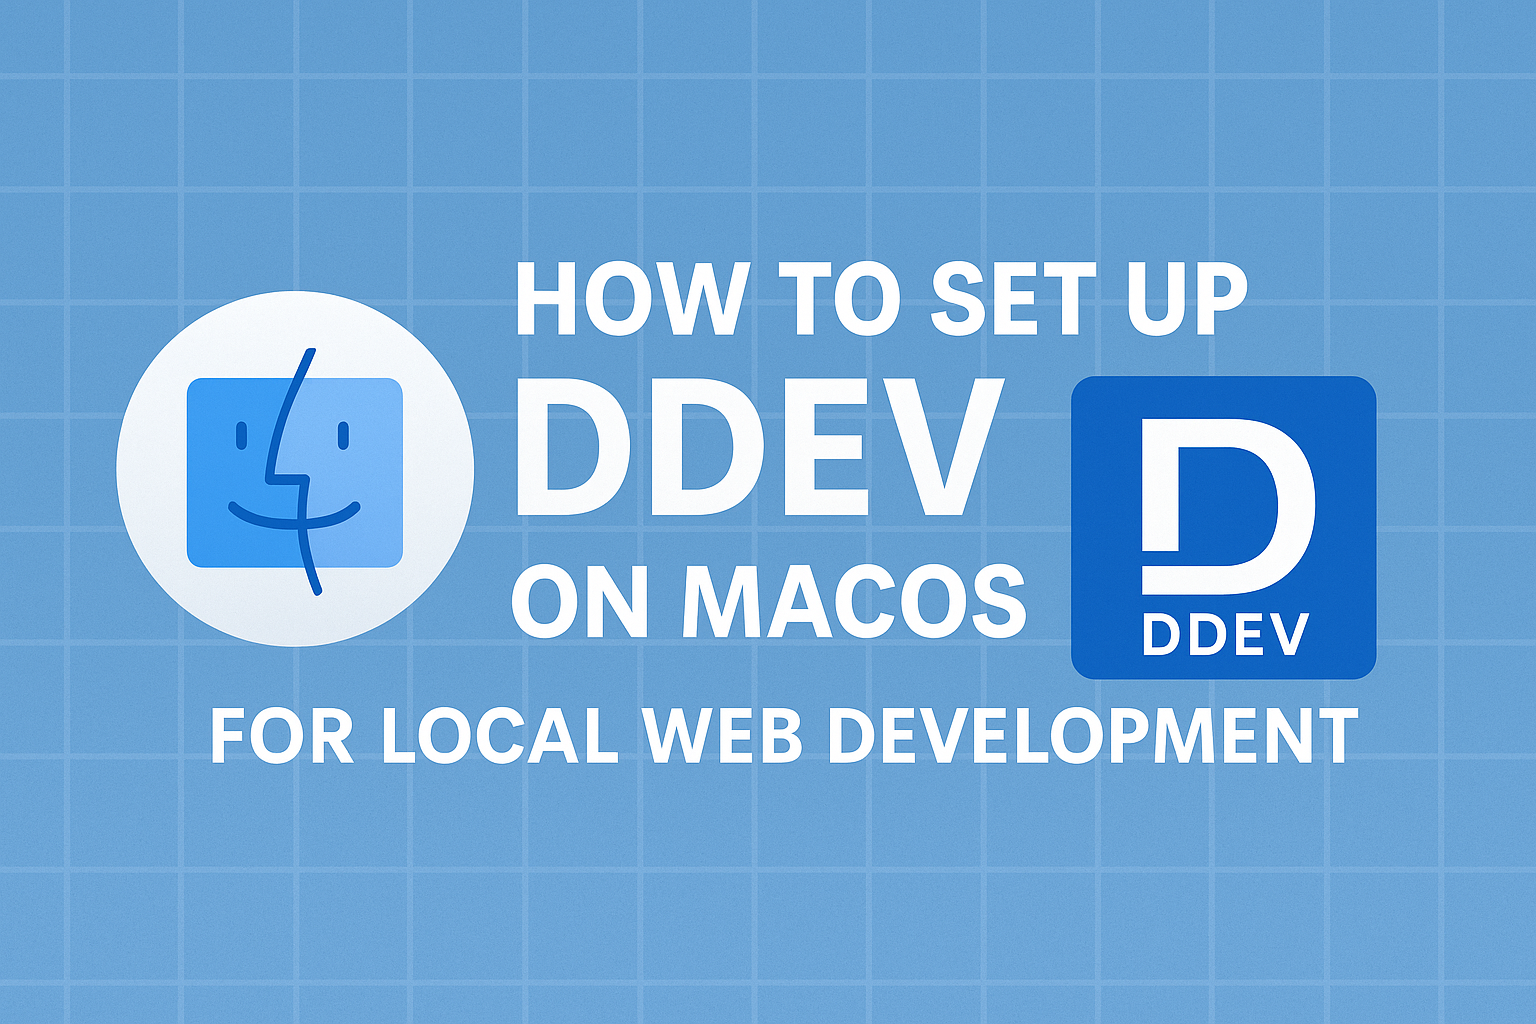 HOW TO SET UP
DDEV
ON MACOS
DDEV
FOR LOCAL WEB DEVELOPMENT